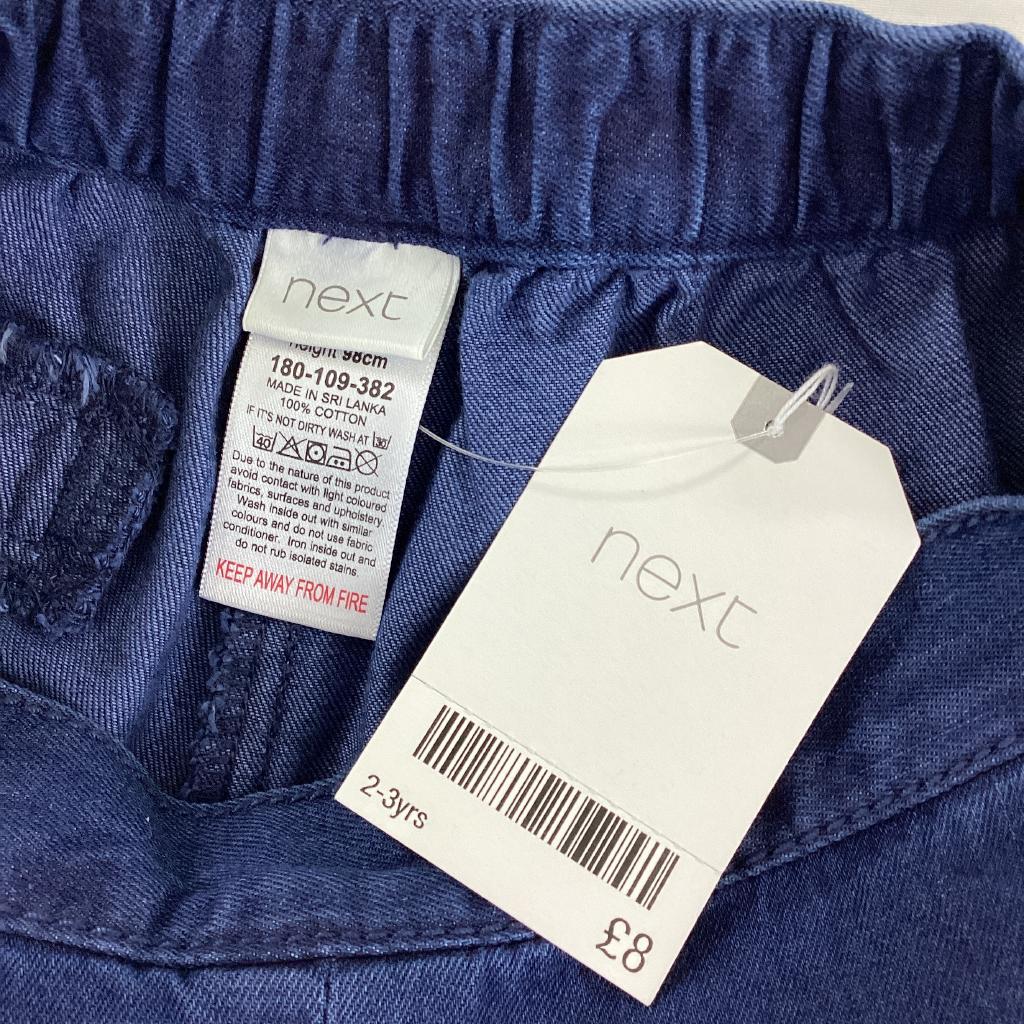 next
height 98cm
180-109-382
MADE IN SRI LANKA
100% COTTON
IF IT'S NOT DIRTY WASH AT 30
40
Due to the nature of this product
avoid contact with light coloured
fabrics, surfaces and upholstery
Wash inside out with similar
colours and do not use fabric
conditioner. Iron inside out and
do not rub isolated stains.
KEEP AWAY FROM FIRE
next
2-3yrs
£8